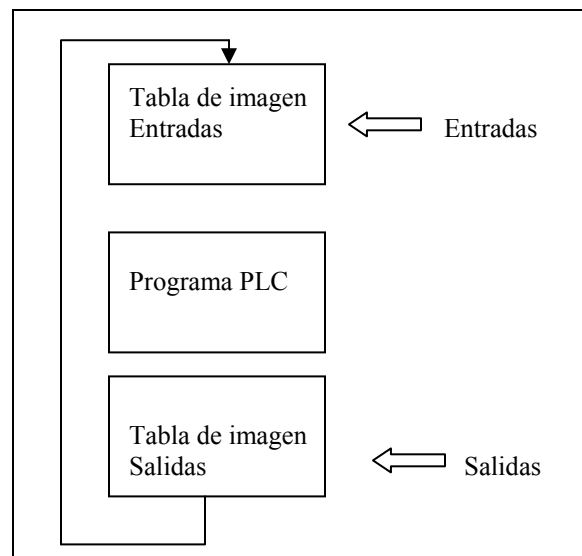 Tabla de imagen
Entradas
Entradas
Programa PLC
Tabla de imagen
Salidas
Salidas